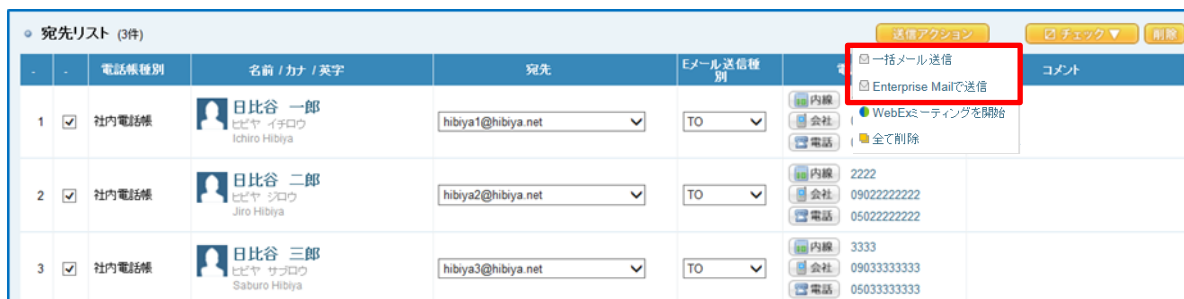 宛先リスト (3件)
送信アクション
チェック▼
削除
- - 電話帳種別 名前 / カナ / 英字 宛先 Eメール送信種別 コメント
一括メール送信
Enterprise Mailで送信
WebExミーティングを開始
全て削除
1 社内電話帳 日比谷 一郎 hibiya1@hibiya.net TO 内線
ヒビヤ イチロウ 会社
Ichiro Hibiya 電話
2 社内電話帳 日比谷 二郎 hibiya2@hibiya.net TO 内線 2222
ヒビヤ ジロウ 会社 09022222222
Jiro Hibiya 電話 05022222222
3 社内電話帳 日比谷 三郎 hibiya3@hibiya.net TO 内線 3333
ヒビヤ サブロウ 会社 09033333333
Saburo Hibiya 電話 05033333333